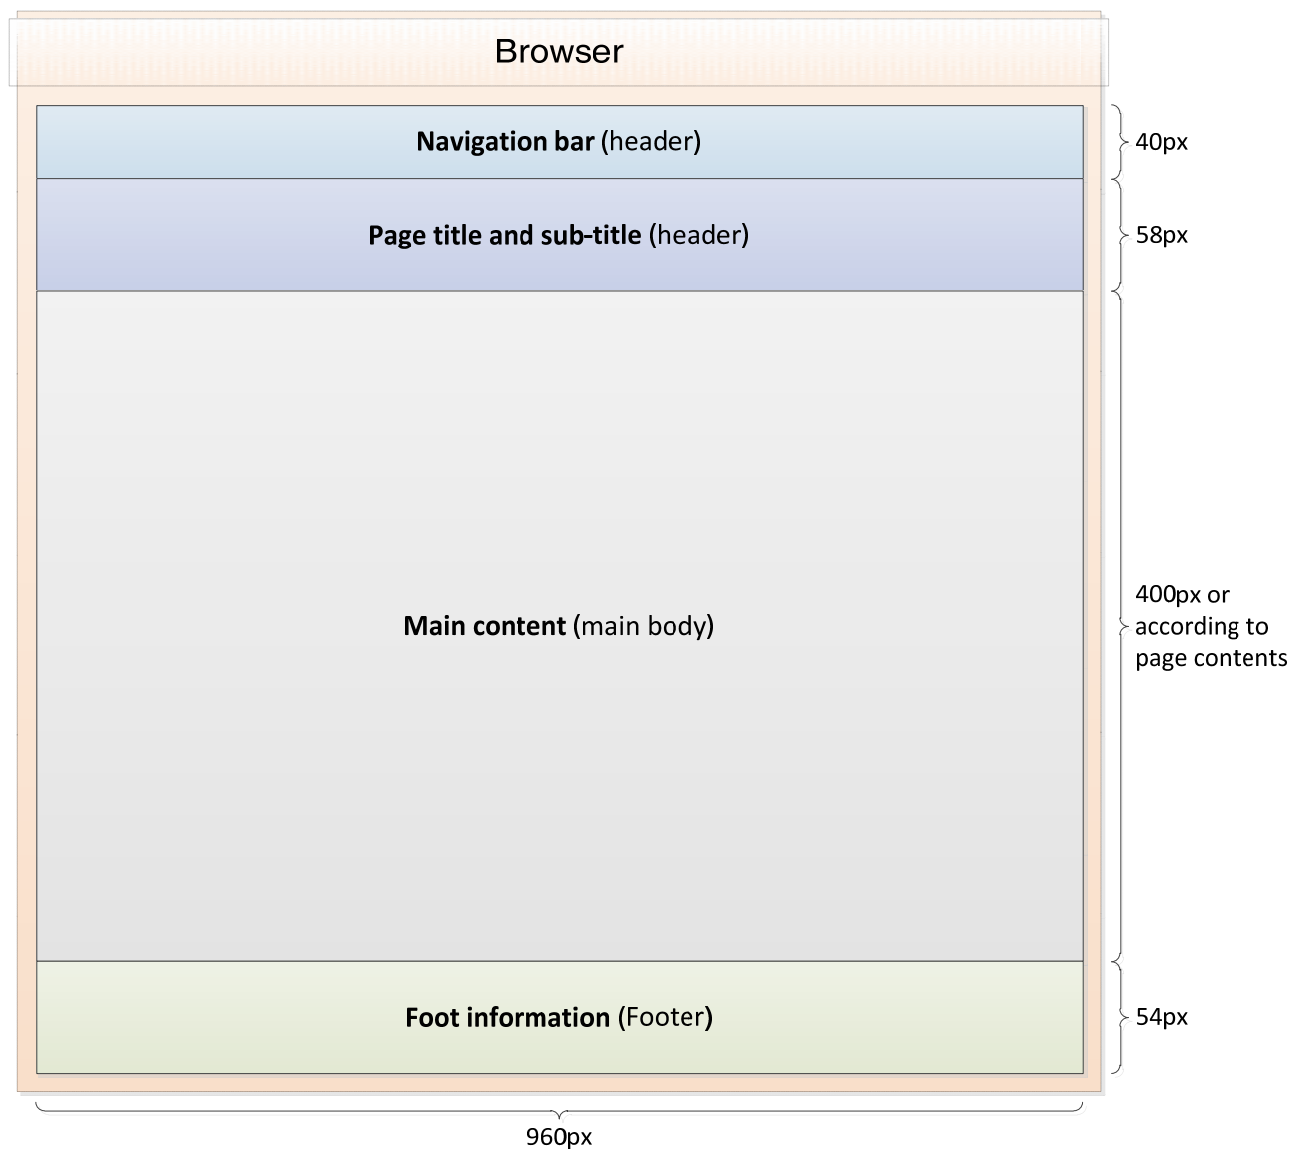 Browser
Navigation bar (header)
40px
Page title and sub-title (header)
58px
Main content (main body)
400px or
according to
page contents
Foot information (Footer)
54px
960px